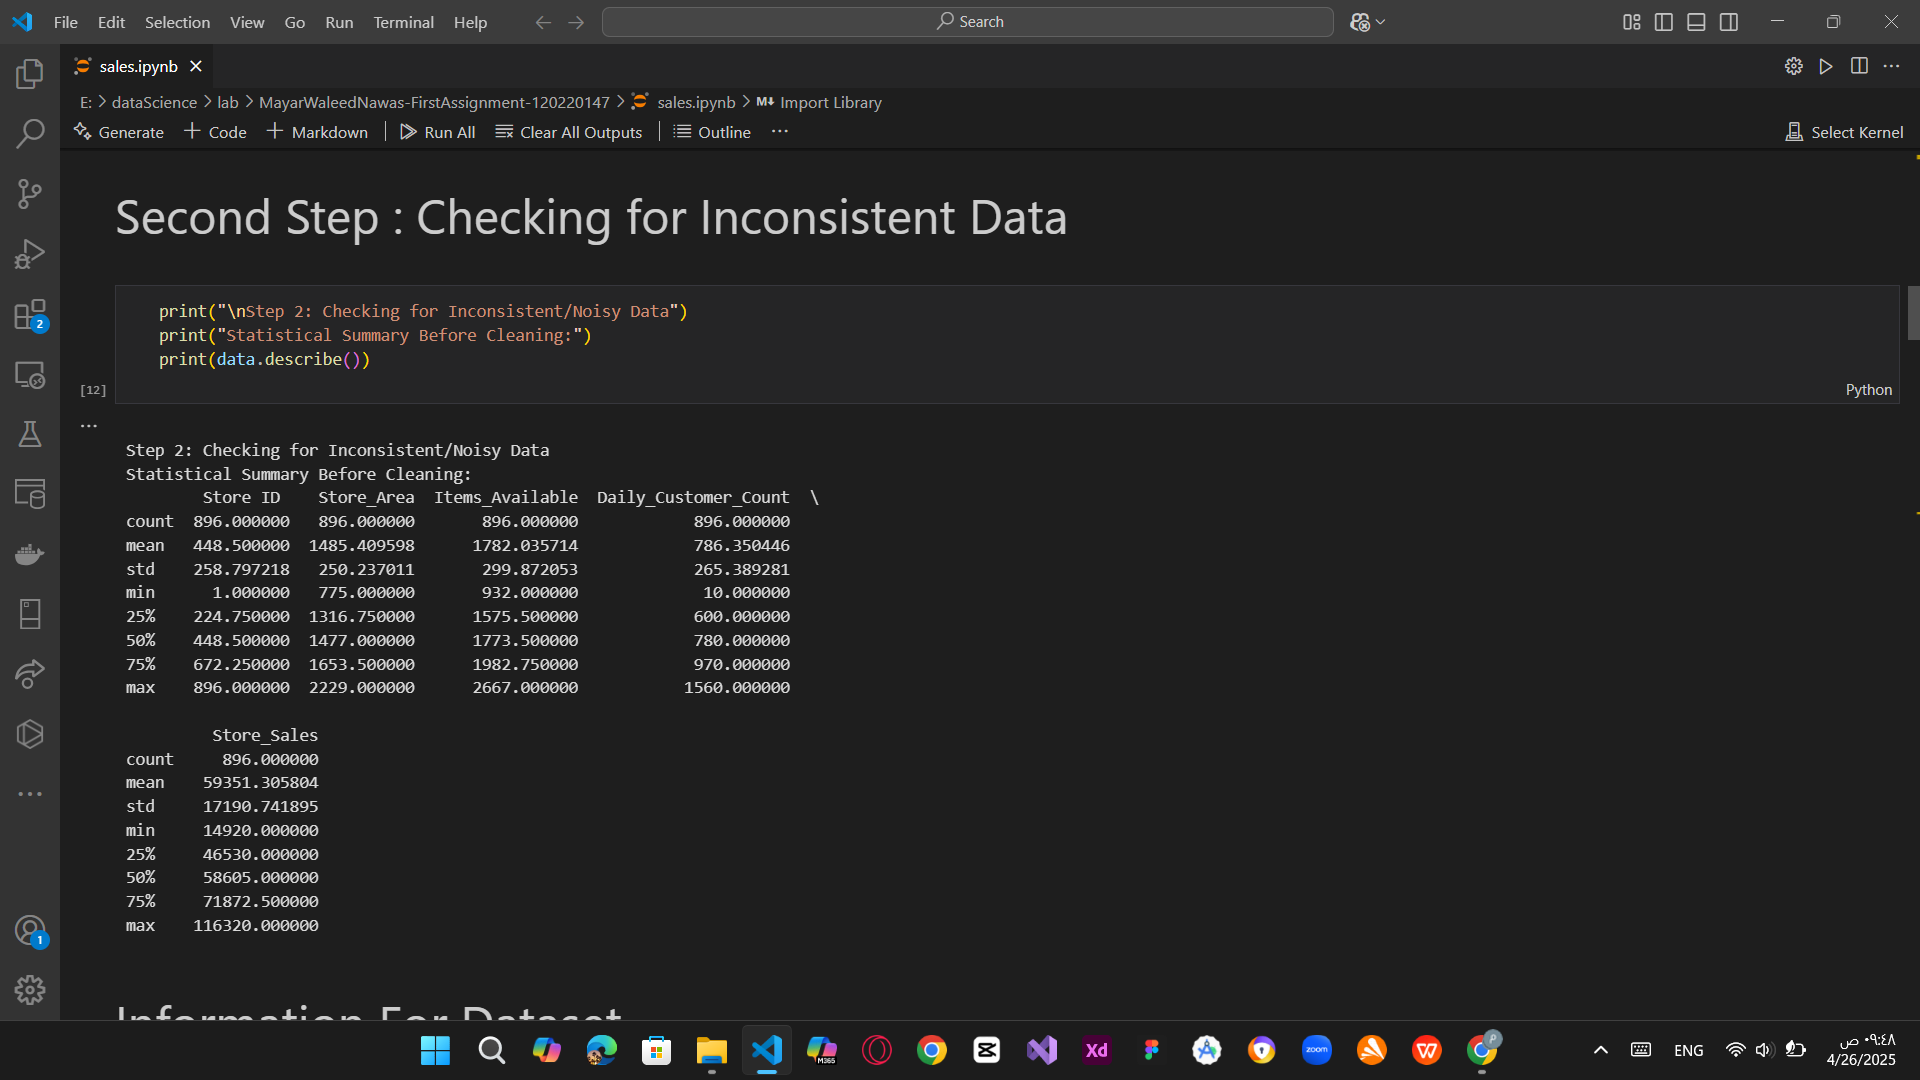 File Edit Selection View Go Run Terminal Help
Search
sales.ipynb
E: > dataScience > lab > MayarWaleedNawas-FirstAssignment-120220147 > sales.ipynb > M↓ Import Library
Generate + Code + Markdown Run All Clear All Outputs Outline ...
Select Kernel
Second Step : Checking for Inconsistent Data
print("\nStep 2: Checking for Inconsistent/Noisy Data")
print("Statistical Summary Before Cleaning:")
print(data.describe())
[12]
Python
...
Step 2: Checking for Inconsistent/Noisy Data
Statistical Summary Before Cleaning:
Store ID Store_Area Items_Available Daily_Customer_Count \
count 896.000000 896.000000 896.000000 896.000000
mean 448.500000 1485.409598 1782.035714 786.350446
std 258.797218 250.237011 299.872053 265.389281
min 1.000000 775.000000 932.000000 10.000000
25% 224.750000 1316.750000 1575.500000 600.000000
50% 448.500000 1477.000000 1773.500000 780.000000
75% 672.250000 1653.500000 1982.750000 970.000000
max 896.000000 2229.000000 2667.000000 1560.000000
Store_Sales
count 896.000000
mean 59351.305804
std 17190.741895
min 14920.000000
25% 46530.000000
50% 58605.000000
75% 71872.500000
max 116320.000000
Information For Dataset
2
1
M365
Xd
zoom
W
P
ENG
٠٩:٤٨ ص
4/26/2025